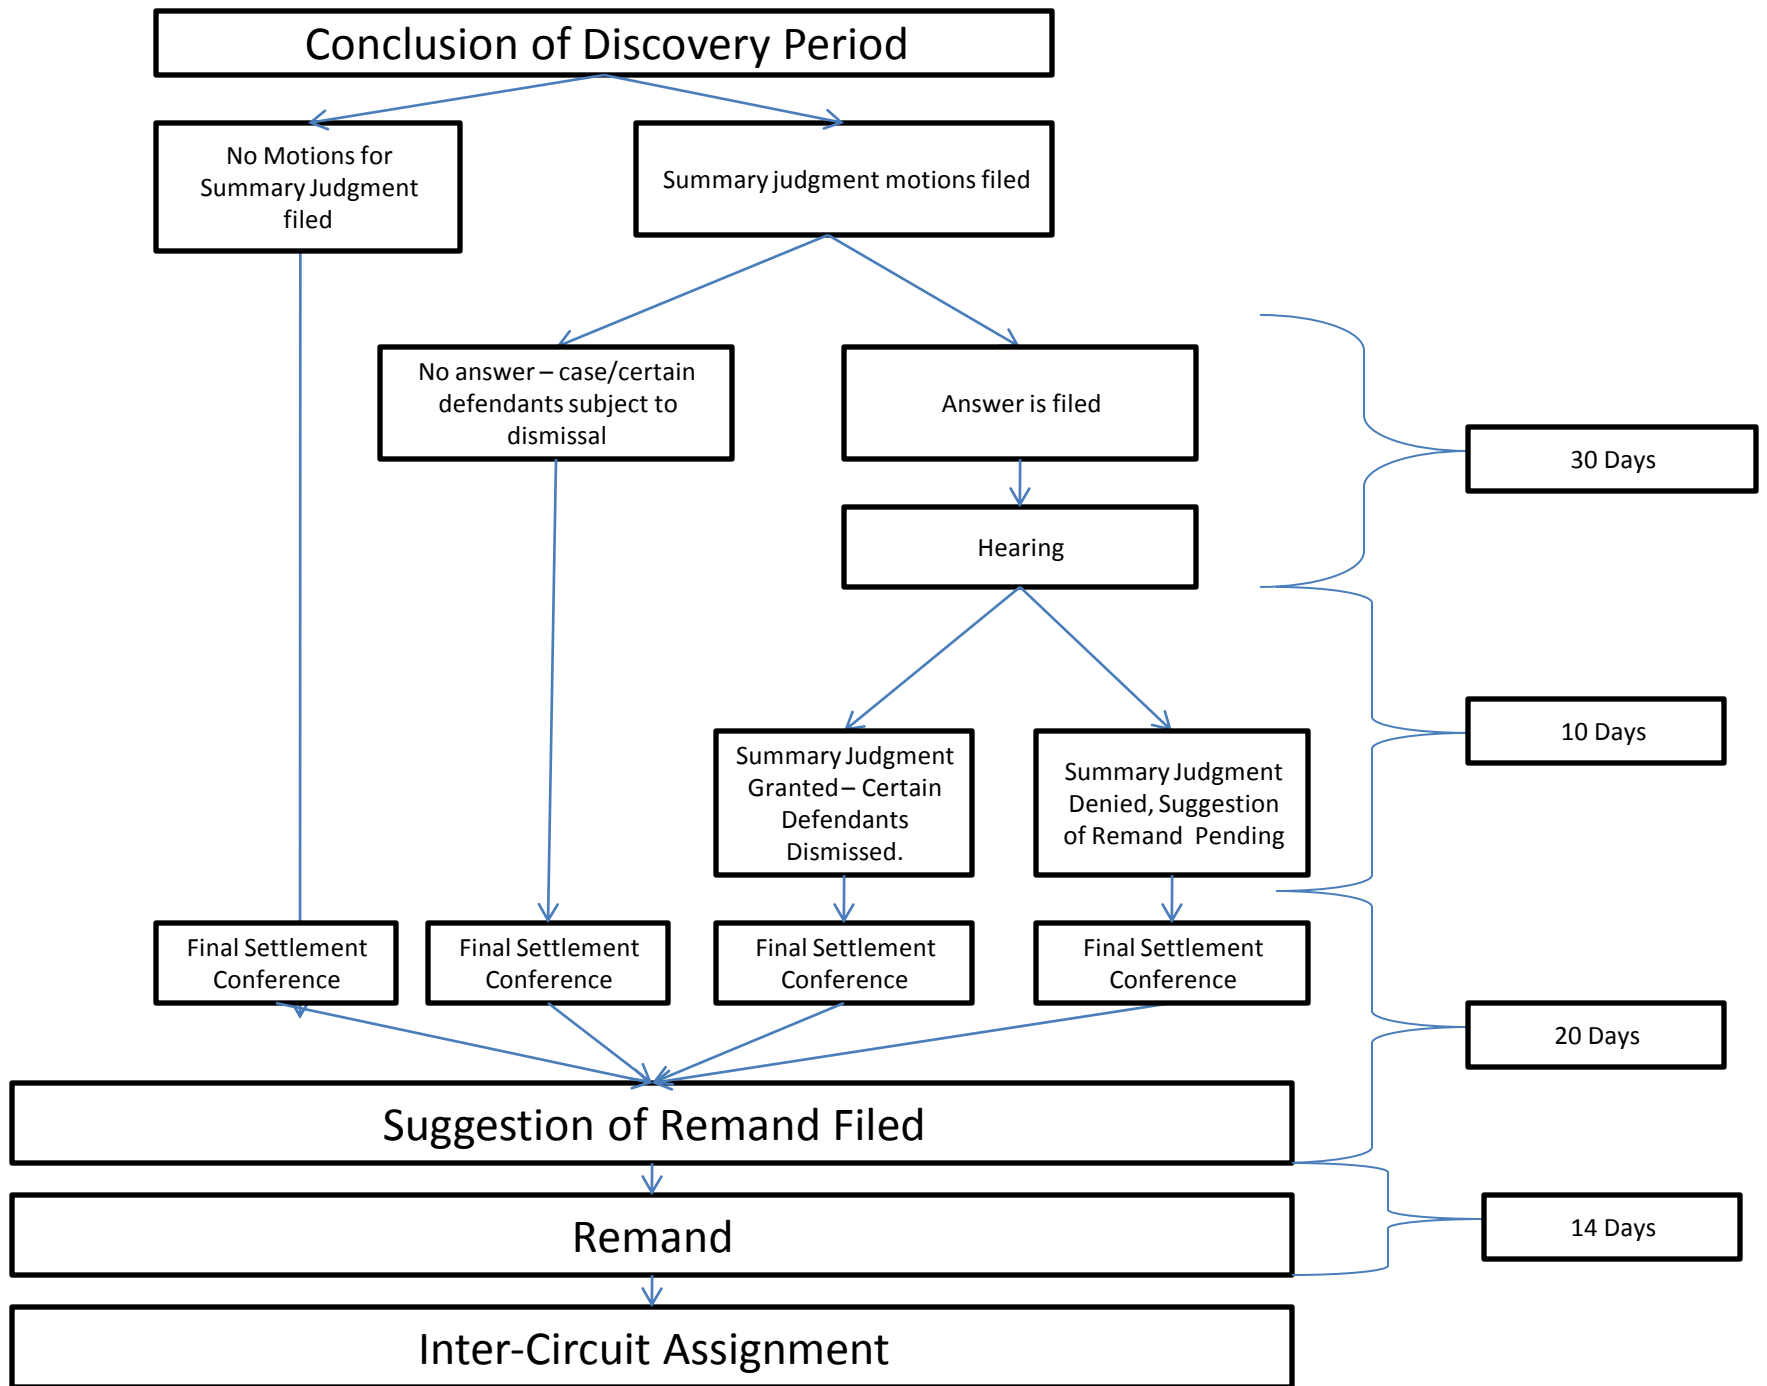 Conclusion of Discovery Period
No Motions for
Summary Judgment
filed
Summary judgment motions filed
No answer – case/certain
defendants subject to
dismissal
Answer is filed
30 Days
Hearing
10 Days
Summary Judgment
Granted – Certain
Defendants
Dismissed.
Summary Judgment
Denied, Suggestion
of Remand  Pending
Final Settlement
Conference
Final Settlement
Conference
Final Settlement
Conference
Final Settlement
Conference
20 Days
Suggestion of Remand Filed
Remand
14 Days
Inter-Circuit Assignment